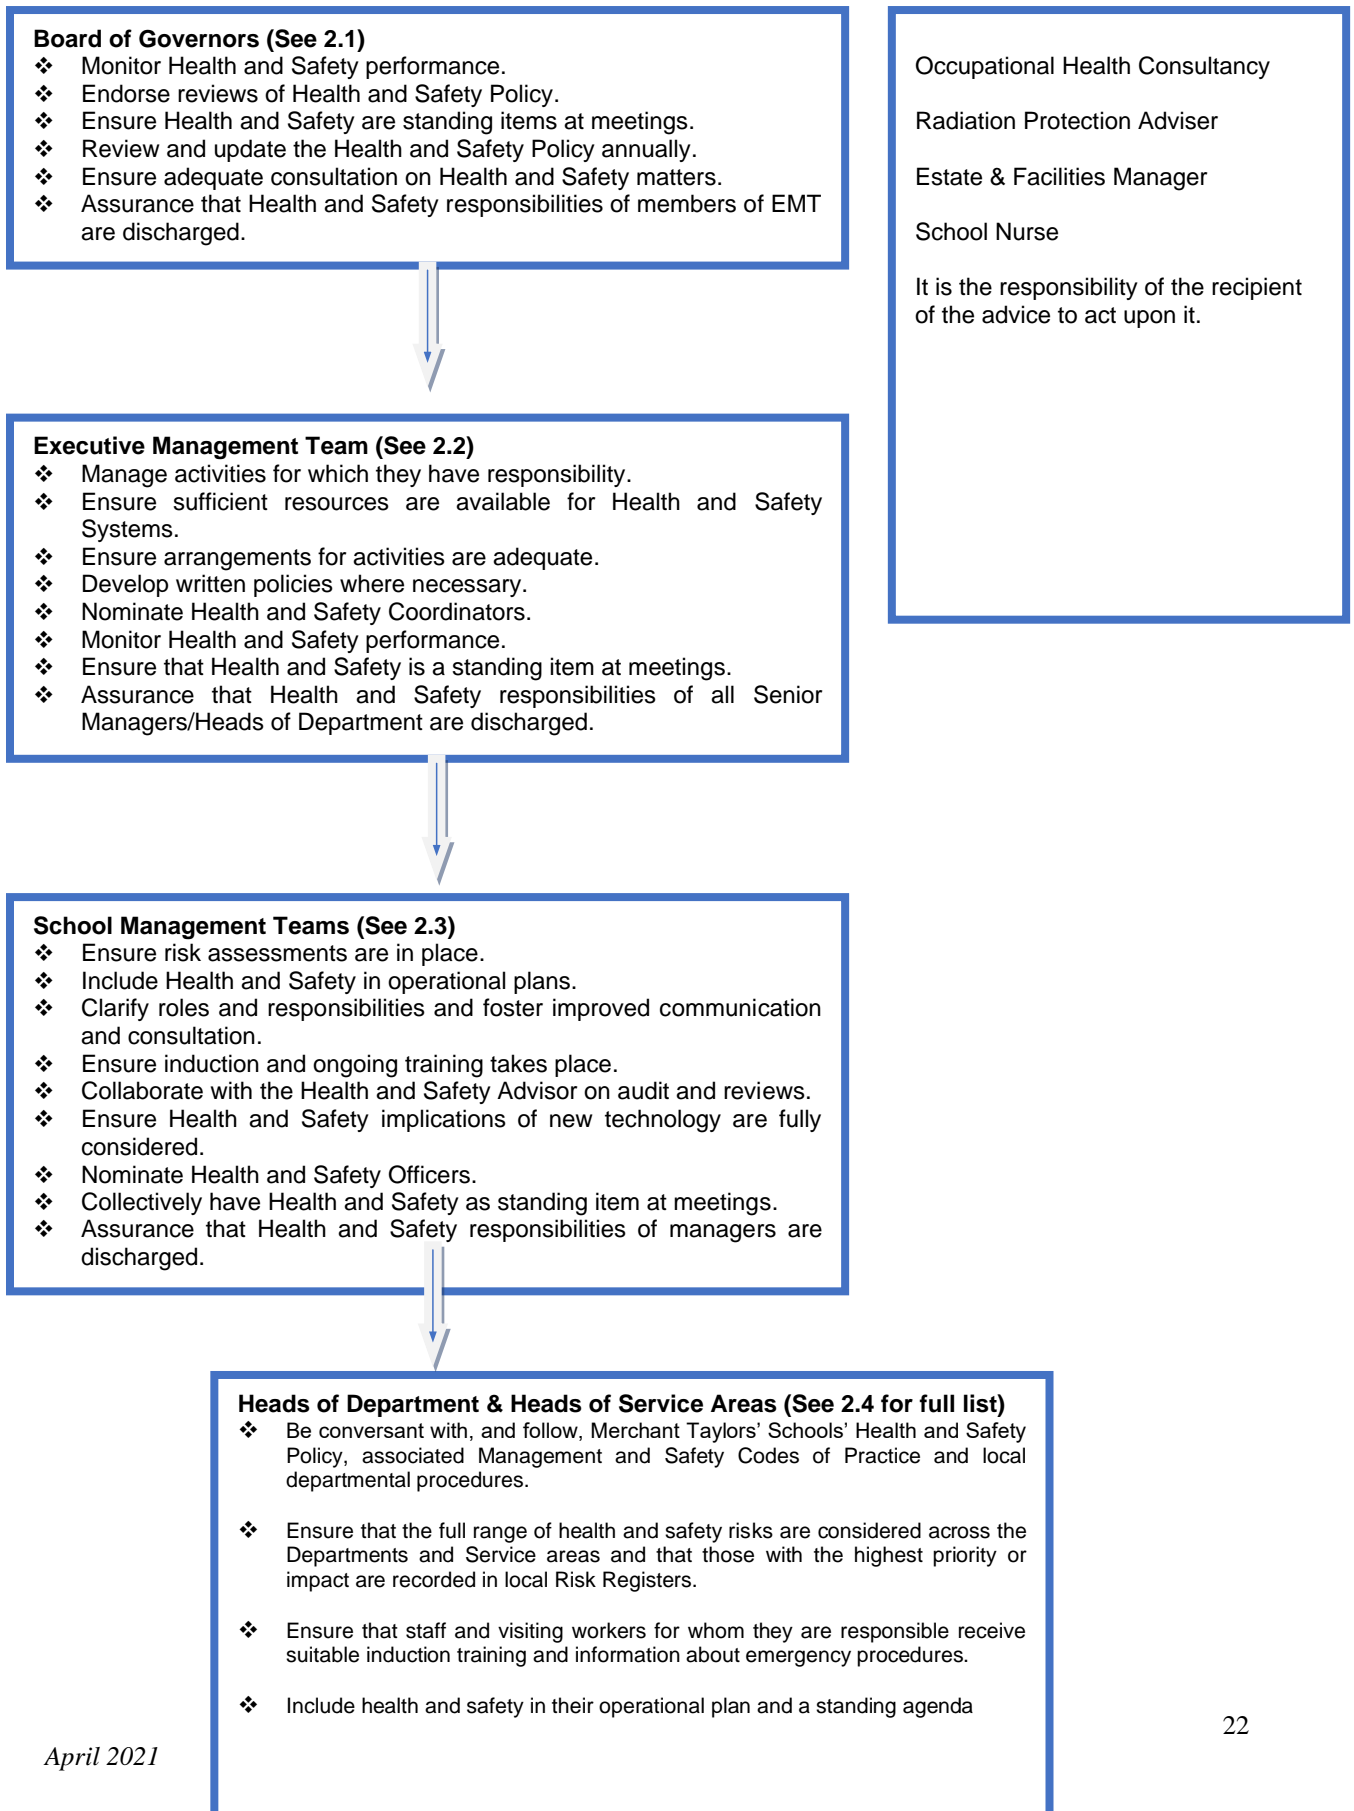 Board of Governors (See 2.1)
❖ Monitor Health and Safety performance.
❖ Endorse reviews of Health and Safety Policy.
❖ Ensure Health and Safety are standing items at meetings.
❖ Review and update the Health and Safety Policy annually.
❖ Ensure adequate consultation on Health and Safety matters.
❖ Assurance that Health and Safety responsibilities of members of EMT
are discharged.
Occupational Health Consultancy
Radiation Protection Adviser
Estate & Facilities Manager
School Nurse
It is the responsibility of the recipient
of the advice to act upon it.
Executive Management Team (See 2.2)
❖ Manage activities for which they have responsibility.
❖ Ensure sufficient resources are available for Health and Safety
Systems.
❖ Ensure arrangements for activities are adequate.
❖ Develop written policies where necessary.
❖ Nominate Health and Safety Coordinators.
❖ Monitor Health and Safety performance.
❖ Ensure that Health and Safety is a standing item at meetings.
❖ Assurance that Health and Safety responsibilities of all Senior
Managers/Heads of Department are discharged.
School Management Teams (See 2.3)
❖ Ensure risk assessments are in place.
❖ Include Health and Safety in operational plans.
❖ Clarify roles and responsibilities and foster improved communication
and consultation.
❖ Ensure induction and ongoing training takes place.
❖ Collaborate with the Health and Safety Advisor on audit and reviews.
❖ Ensure Health and Safety implications of new technology are fully
considered.
❖ Nominate Health and Safety Officers.
❖ Collectively have Health and Safety as standing item at meetings.
❖ Assurance that Health and Safety responsibilities of managers are
discharged.
Heads of Department & Heads of Service Areas (See 2.4 for full list)
❖ Be conversant with, and follow, Merchant Taylors’ Schools’ Health and Safety
Policy, associated Management and Safety Codes of Practice and local
departmental procedures.
❖ Ensure that the full range of health and safety risks are considered across the
Departments and Service areas and that those with the highest priority or
impact are recorded in local Risk Registers.
❖ Ensure that staff and visiting workers for whom they are responsible receive
suitable induction training and information about emergency procedures.
❖ Include health and safety in their operational plan and a standing agenda
22
April 2021